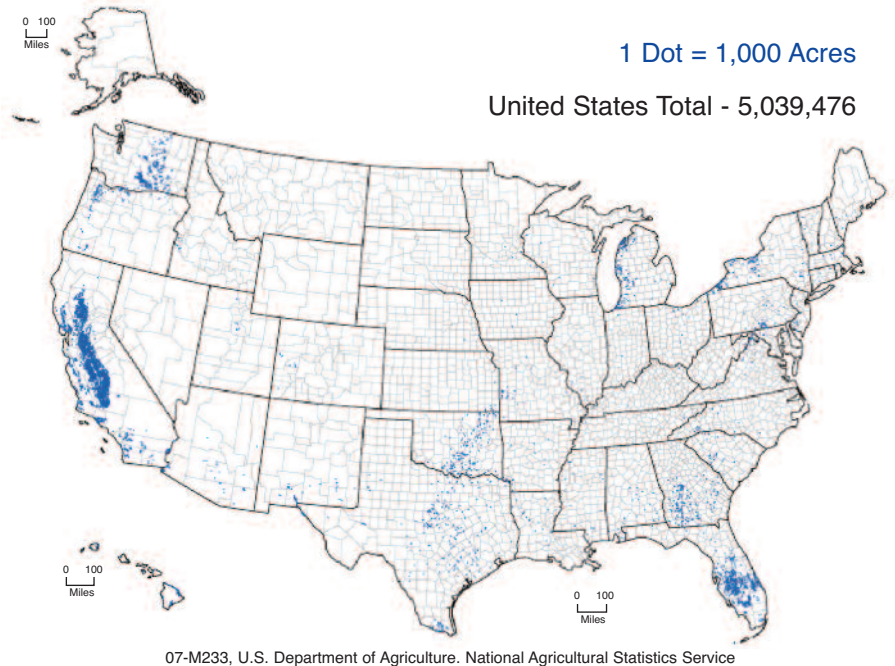 0 100
Miles
1 Dot = 1,000 Acres
United States Total - 5,039,476
0 100
Miles
0 100
Miles
07-M233, U.S. Department of Agriculture. National Agricultural Statistics Service